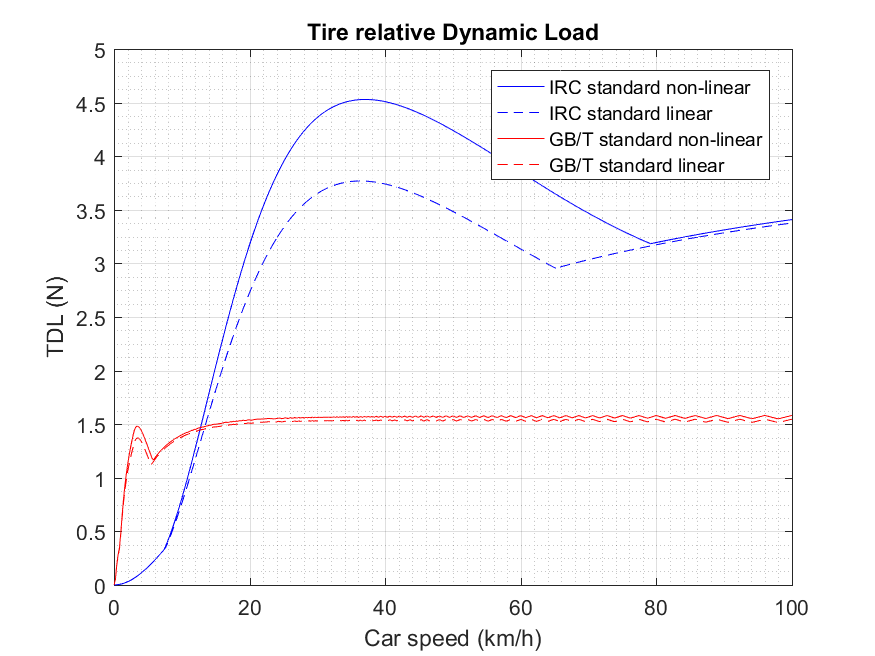 Tire relative Dynamic Load
5
4.5
4
3.5
3
2.5
2
1.5
1
0.5
0
TDL (N)
IRC standard non-linear
IRC standard linear
GB/T standard non-linear
GB/T standard linear
0 20 40 60 80 100
Car speed (km/h)